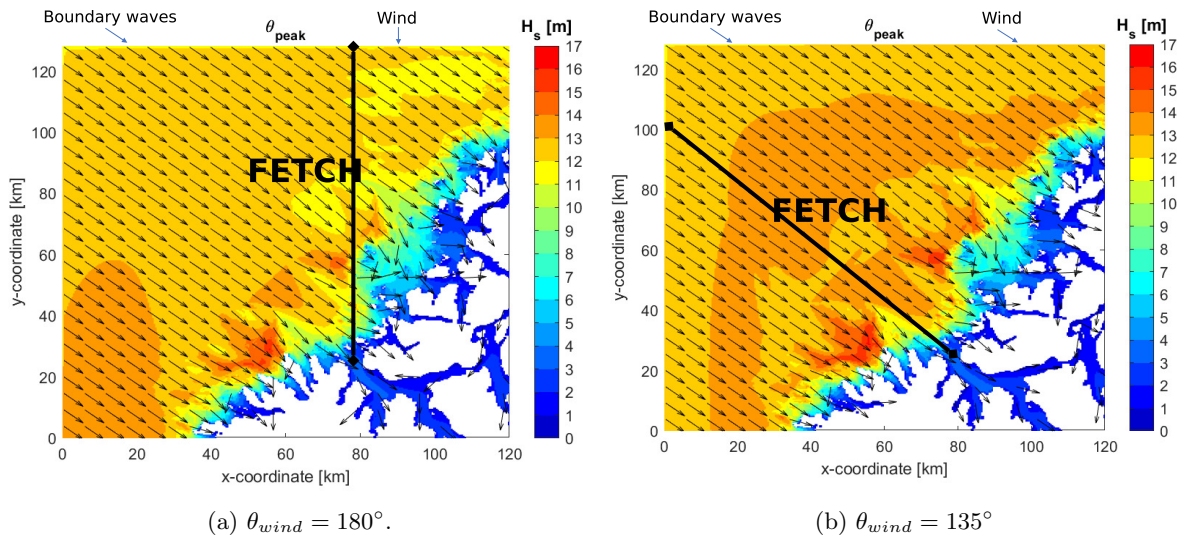 Boundary waves
Wind
θpeak
Hs [m]
FETCH
y-coordinate [km]
120
100
80
60
40
20
0
0 20 40 60 80 100 120
x-coordinate [km]
17
16
15
14
13
12
11
10
9
8
7
6
5
4
3
2
1
0
(a) θwind = 180°.
Boundary waves
Wind
θpeak
Hs [m]
FETCH
y-coordinate [km]
120
100
80
60
40
20
0
0 20 40 60 80 100 120
x-coordinate [km]
17
16
15
14
13
12
11
10
9
8
7
6
5
4
3
2
1
0
(b) θwind = 135°